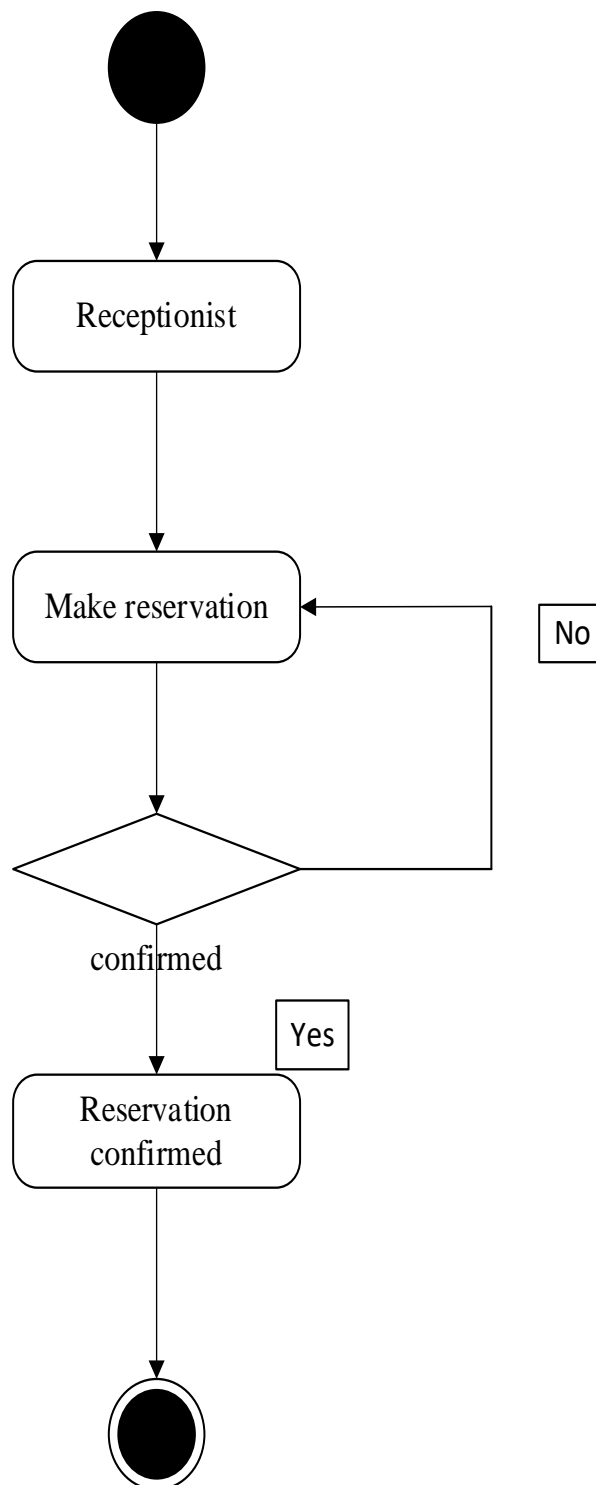 Receptionist
Make reservation
No
confirmed
Yes
Reservation
confirmed